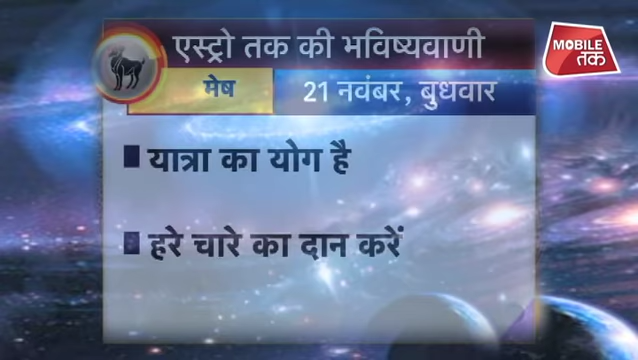 एस्ट्रो तक की भविष्यवाणी
MOBILE
तक
मेष
21 नवंबर, बुधवार
यात्रा का योग है
हरे चारे का दान करें